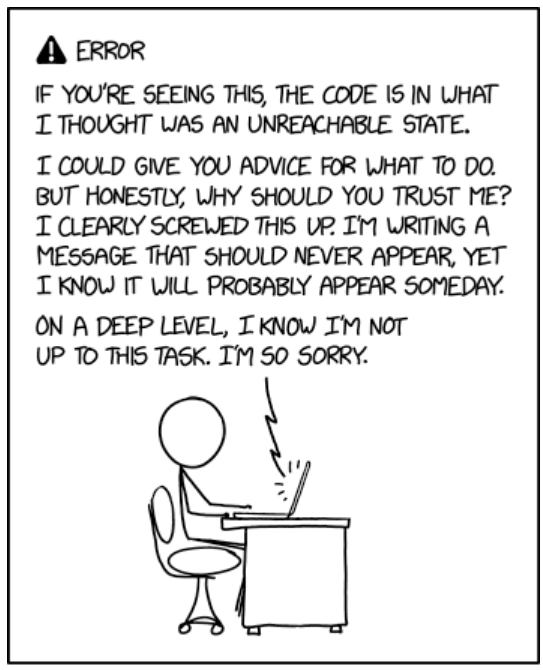 ERROR
IF YOU'RE SEEING THIS, THE CODE IS IN WHAT
I THOUGHT WAS AN UNREACHABLE STATE.
I COULD GIVE YOU ADVICE FOR WHAT TO DO.
BUT HONESTLY, WHY SHOULD YOU TRUST ME?
I CLEARLY SCREWED THIS UP. I'M WRITING A
MESSAGE THAT SHOULD NEVER APPEAR, YET
I KNOW IT WILL PROBABLY APPEAR SOMEDAY.
ON A DEEP LEVEL, I KNOW I'M NOT
UP TO THIS TASK. I'M SO SORRY.